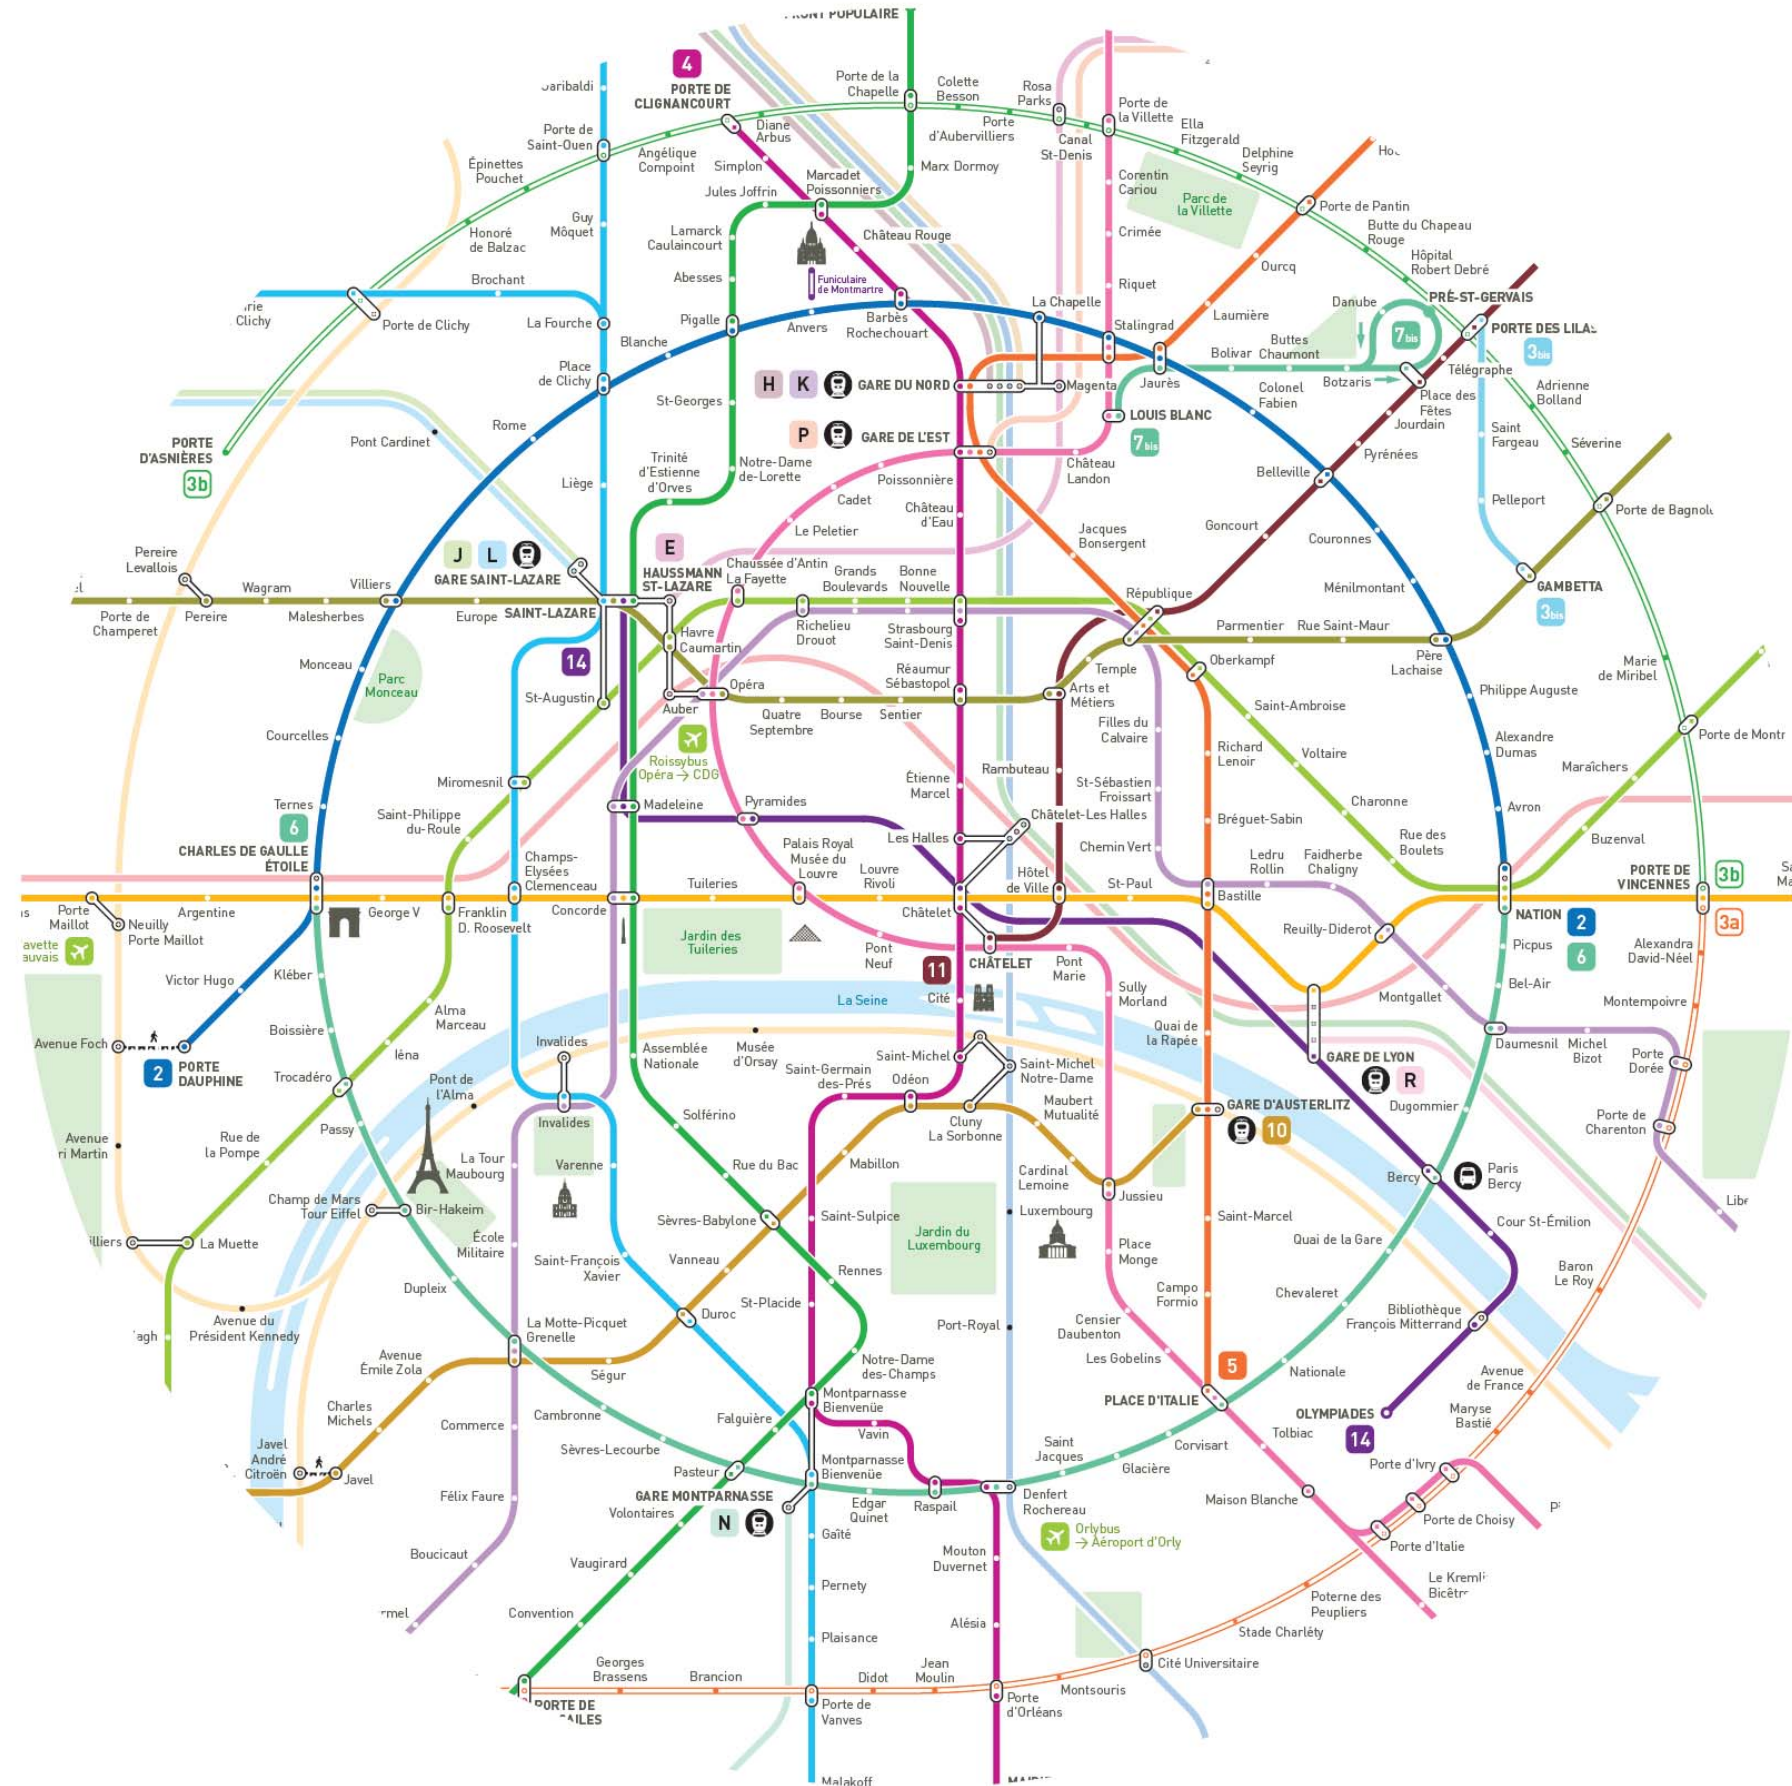 FRONT POPULAIRE
4
PORTE DE
CLIGNANCOURT
Garibaldi
Porte de la
Chapelle
Colette
Besson
Rosa
Parks
Porte de
la Villette
Ella
Fitzgerald
Diane
Arbus
Porte
d'Aubervilliers
Canal
St-Denis
Delphine
Seyrig
Porte de
Saint-Ouen
Angélique
Compoint
Simplon
Marx Dormoy
Épinettes
Pouchet
Jules Joffrin
Marcadet
Poissonniers
Corentin
Cariou
Parc de
la Villette
Porte de Pantin
Guy
Môquet
Honoré
de Balzac
Lamarck
Caulaincourt
Château Rouge
Crimée
Butte du Chapeau
Rouge
Hôpital
Robert Debré
Ourcq
Brochant
Abesses
Funiculaire
de Montmartre
Riquet
Clichy
Porte de Clichy
La Fourche
Pigalle
Anvers
Barbès
Rochechouart
La Chapelle
Stalingrad
Laumière
Danube
PRÉ-ST-GERVAIS
7bis
PORTE DES LILAS
3bis
Blanche
Place
de Clichy
Buttes
Chaumont
Bolivar
Botzaris
Télégraphe
H
K
GARE DU NORD
Magenta
Jaurès
Colonel
Fabien
Place des
Fêtes
Adrienne
Bolland
St-Georges
LOUIS BLANC
7bis
Jourdain
Saint
Fargeau
Séverine
Rome
Pont Cardinet
P
GARE DE L'EST
PORTE
D'ASNIÈRES
3b
Trinité
d'Estienne
d'Orves
Notre-Dame
de-Lorette
Poissonnière
Château
Landon
Belleville
Pyrénées
Liège
Cadet
Le Peletier
Château
d'Eau
Pelleport
Porte de Bagnol
Goncourt
Jacques
Bonsergent
Couronnes
Pereire
Levallois
J
L
GARE SAINT-LAZARE
E
HAUSSMANN
ST-LAZARE
Chaussée d'Antin
La Fayette
Grands
Boulevards
Bonne
Nouvelle
République
Ménilmontant
GAMBETTA
3bis
Wagram
Villiers
Porte de
Champeret
Pereire
Malesherbes
Europe
SAINT-LAZARE
Richelieu
Drouot
Strasbourg
Saint-Denis
Parmentier
Rue Saint-Maur
Père
Lachaise
Havre
Caumartin
Monceau
Parc
Monceau
14
Réaumur
Sébastopol
Temple
Oberkampf
Marie
de Miribel
St-Augustin
Auber
Opéra
Arts et
Métiers
Philippe Auguste
Quatre
Septembre
Bourse
Sentier
Filles du
Calvaire
Saint-Ambroise
Courcelles
Roissybus
Opéra → CDG
Richard
Lenoir
Voltaire
Alexandre
Dumas
Porte de Montr
Miromesnil
Étienne
Marcel
Rambuteau
St-Sébastien
Froissart
Maraîchers
Ternes
6
Saint-Philippe
du-Roule
Madeleine
Pyramides
Charonne
Avron
CHARLES DE GAULLE
ÉTOILE
Palais Royal
Musée du
Louvre
Les Halles
Châtelet-Les Halles
Bréguet-Sabin
Rue des
Boulets
Buzenval
Champs-
Elysées
Clemenceau
Louvre
Rivoli
Hôtel
de Ville
Chemin Vert
Ledru
Rollin
Faidherbe
Chaligny
PORTE DE
VINCENNES
3b
Porte
Maillot
Argentine
George V
Franklin
D. Roosevelt
Concorde
Tuileries
Châtelet
St-Paul
Bastille
NATION
2
3a
Neuilly
Porte Maillot
Jardin des
Tuileries
Pont
Neuf
11
CHÂTELET
Pont
Marie
Reuilly-Diderot
Picpus
6
Alexandra
David-Néel
Kléber
Victor Hugo
La Seine
Cité
Sully
Morland
Montgallet
Bel-Air
Montempoivre
Alma
Marceau
Boissière
Avenue Foch
2
PORTE
DAUPHINE
Iéna
Invalides
Assemblée
Nationale
Musée
d'Orsay
Saint-Germain
des-Prés
Saint-Michel
Odéon
Saint-Michel
Notre-Dame
Quai de
la Rapée
GARE DE LYON
R
Daumesnil
Michel
Bizot
Porte
Dorée
Trocadéro
Pont de
l'Alma
Maubert
Mutualité
GARE D'AUSTERLITZ
10
Dugommier
Porte de
Charenton
Passy
Invalides
Solférino
Cluny
La Sorbonne
Avenue
ri Martin
Rue de
la Pompe
La Tour
Maubourg
Varenne
Rue du Bac
Mabillon
Cardinal
Lemoine
Jussieu
Bercy
Paris
Bercy
Champ de Mars
Tour Eiffel
Bir-Hakeim
Sèvres-Babylone
Saint-Sulpice
Luxembourg
Saint-Marcel
Cour St-Émilion
La Muette
École
Militaire
Saint-François
Xavier
Vanneau
Jardin du
Luxembourg
Place
Monge
Quai de la Gare
Dupleix
Rennes
Baron
Le Roy
Campo
Formio
Chevaleret
Avenue du
Président Kennedy
St-Placide
Duroc
Port-Royal
Censier
Daubenton
Bibliothèque
François Mitterrand
La Motte-Picquet
Grenelle
Avenue
Émile Zola
Ségur
Notre-Dame
des-Champs
Les Gobelins
5
Nationale
Avenue
de France
Charles
Michels
Cambronne
Montparnasse
Bienvenüe
PLACE D'ITALIE
OLYMPIADES
14
Maryse
Bastié
Commerce
Falguière
Vavin
Tolbiac
Javel
André
Citroën
Javel
Sèvres-Lecourbe
Pasteur
Montparnasse
Bienvenüe
Saint
Jacques
Corvisart
Glacière
Porte d'Ivry
Félix Faure
GARE MONTPARNASSE
N
Volontaires
Edgar
Quinet
Raspail
Denfert
Rochereau
Maison Blanche
Porte de Choisy
Gaîté
Orlybus
→ Aéroport d'Orly
Porte d'Italie
Boucicaut
Vaugirard
Mouton
Duvernet
Le Kremli
Bicêtr
Pernety
Poterne des
Peupliers
Convention
Plaisance
Alésia
Stade Charléty
Georges
Brassens
Brancion
Didot
Jean
Moulin
Cité Universitaire
Montsouris
PORTE DE
Porte de
Vanves
Porte
d'Orléans
Malakoff